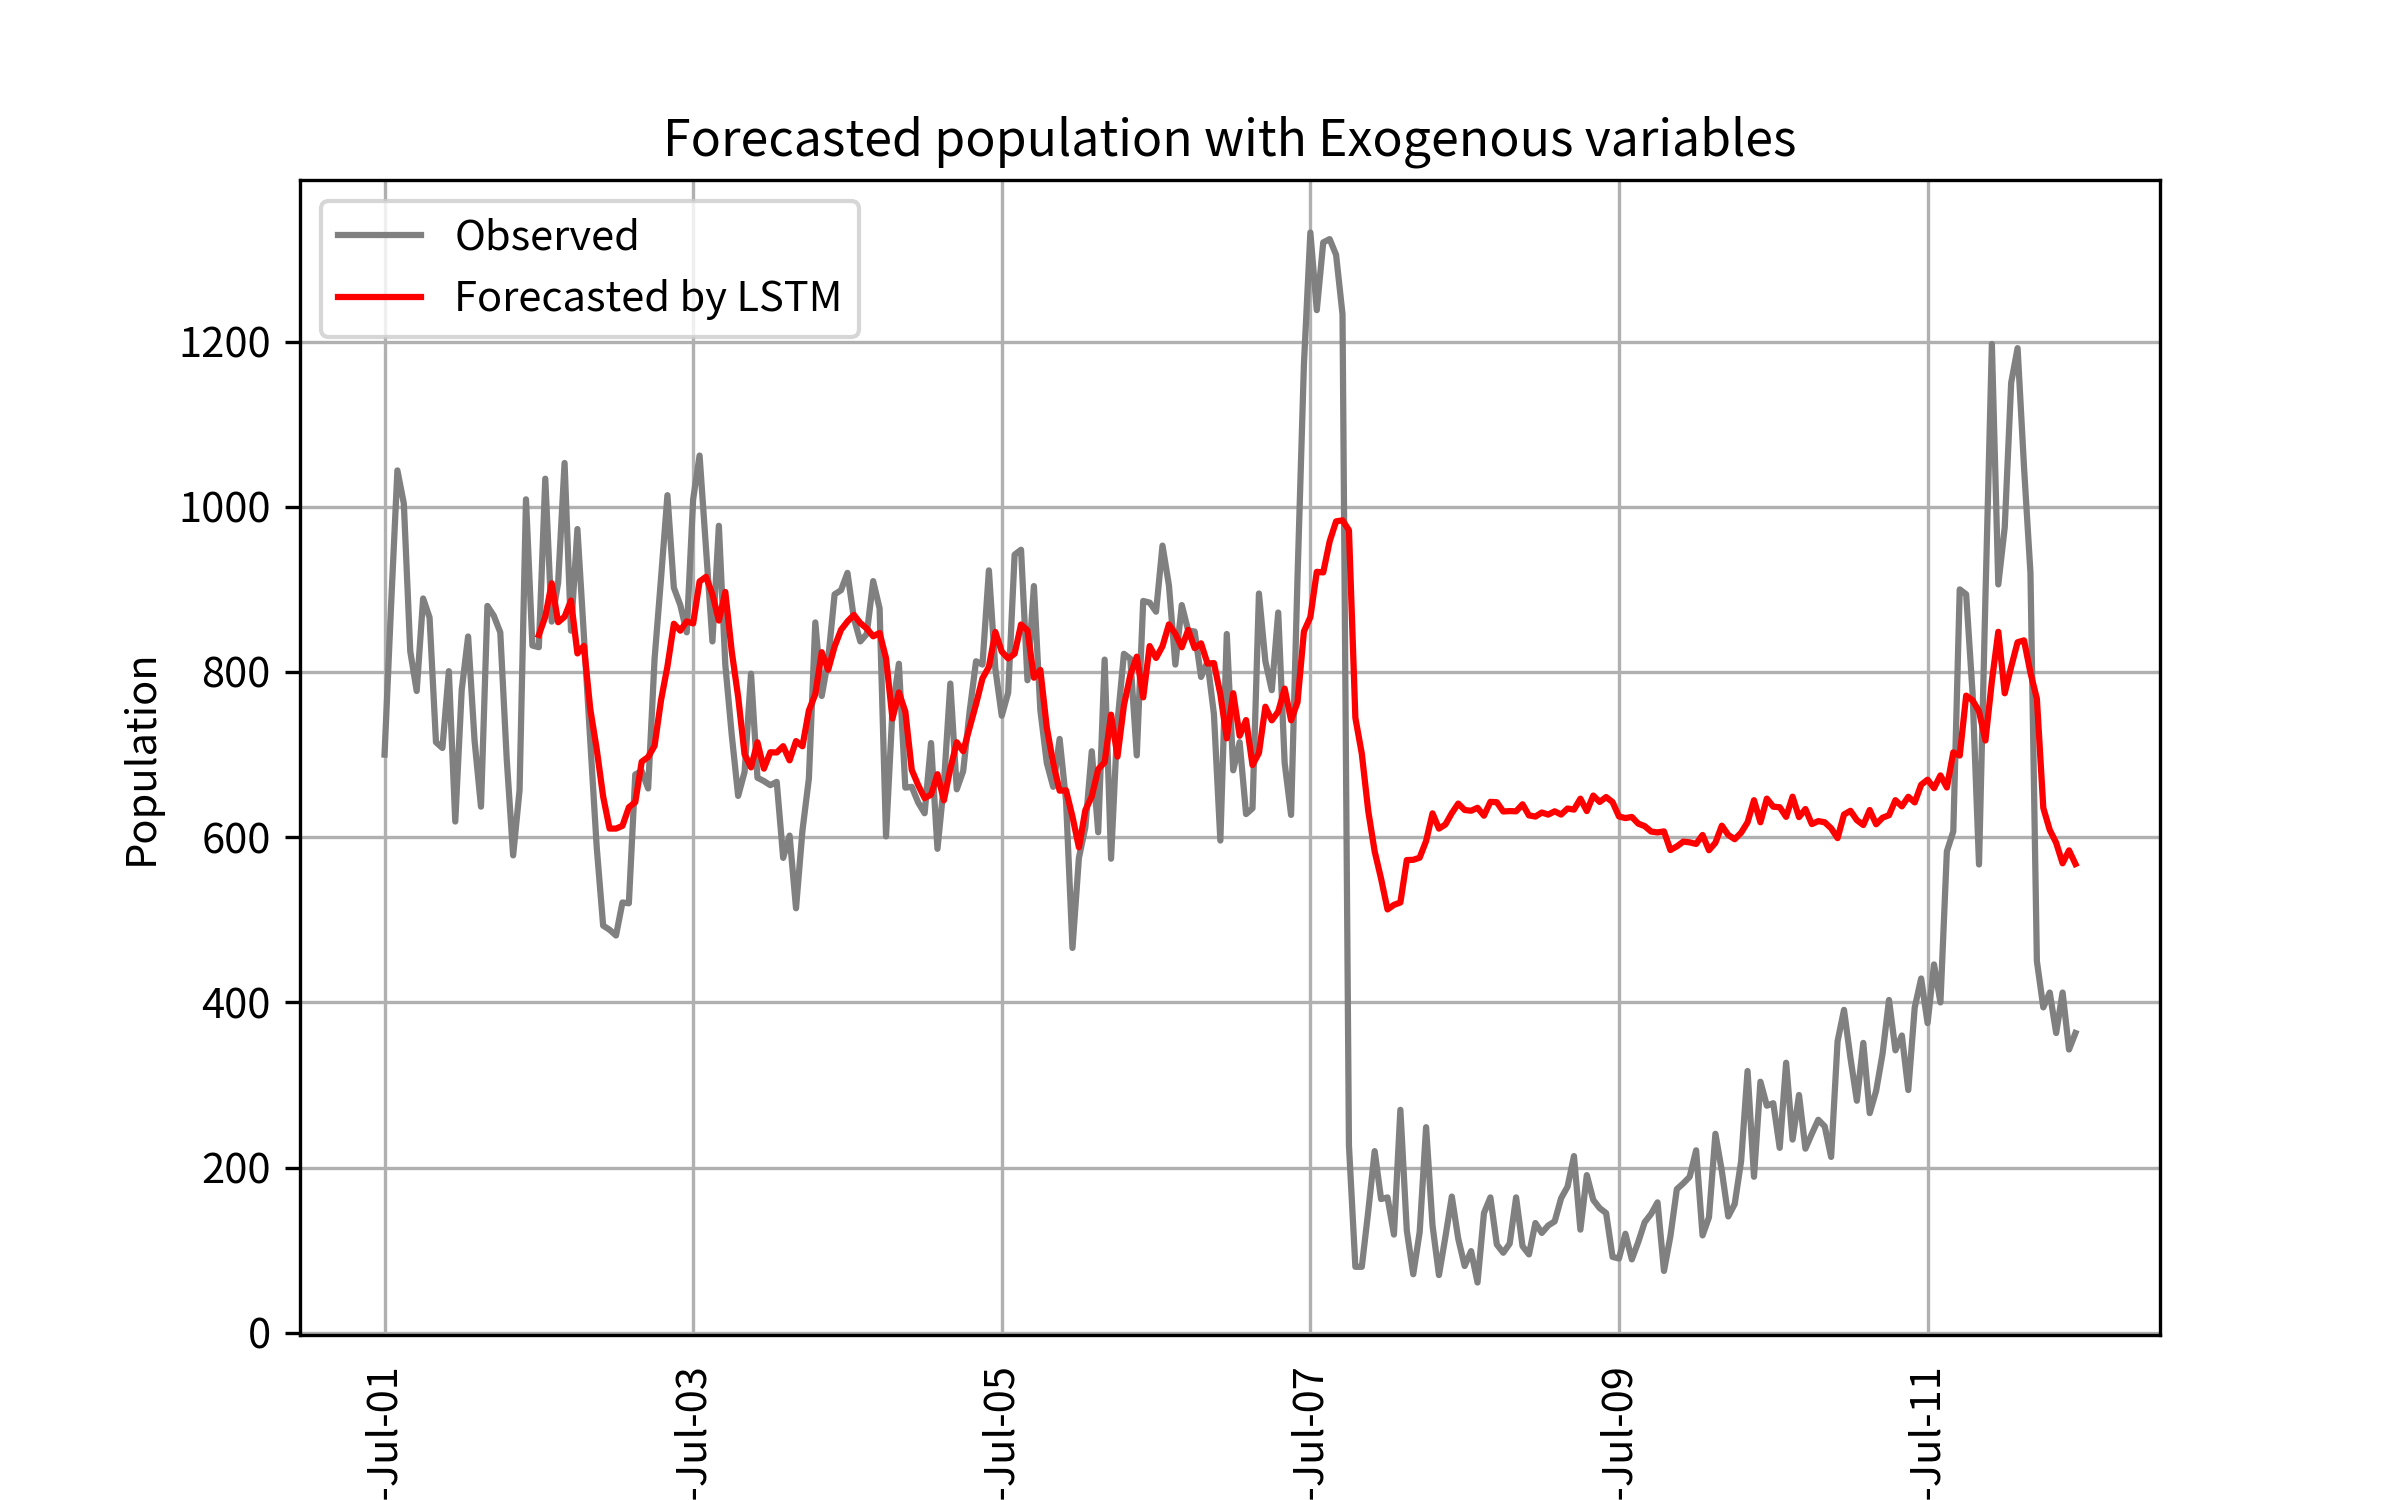 Forecasted population with Exogenous variables
Observed
Forecasted by LSTM
1200
1000
800
600
400
200
0
Population
-Jul-01
-Jul-03
-Jul-05
-Jul-07
-Jul-09
-Jul-11